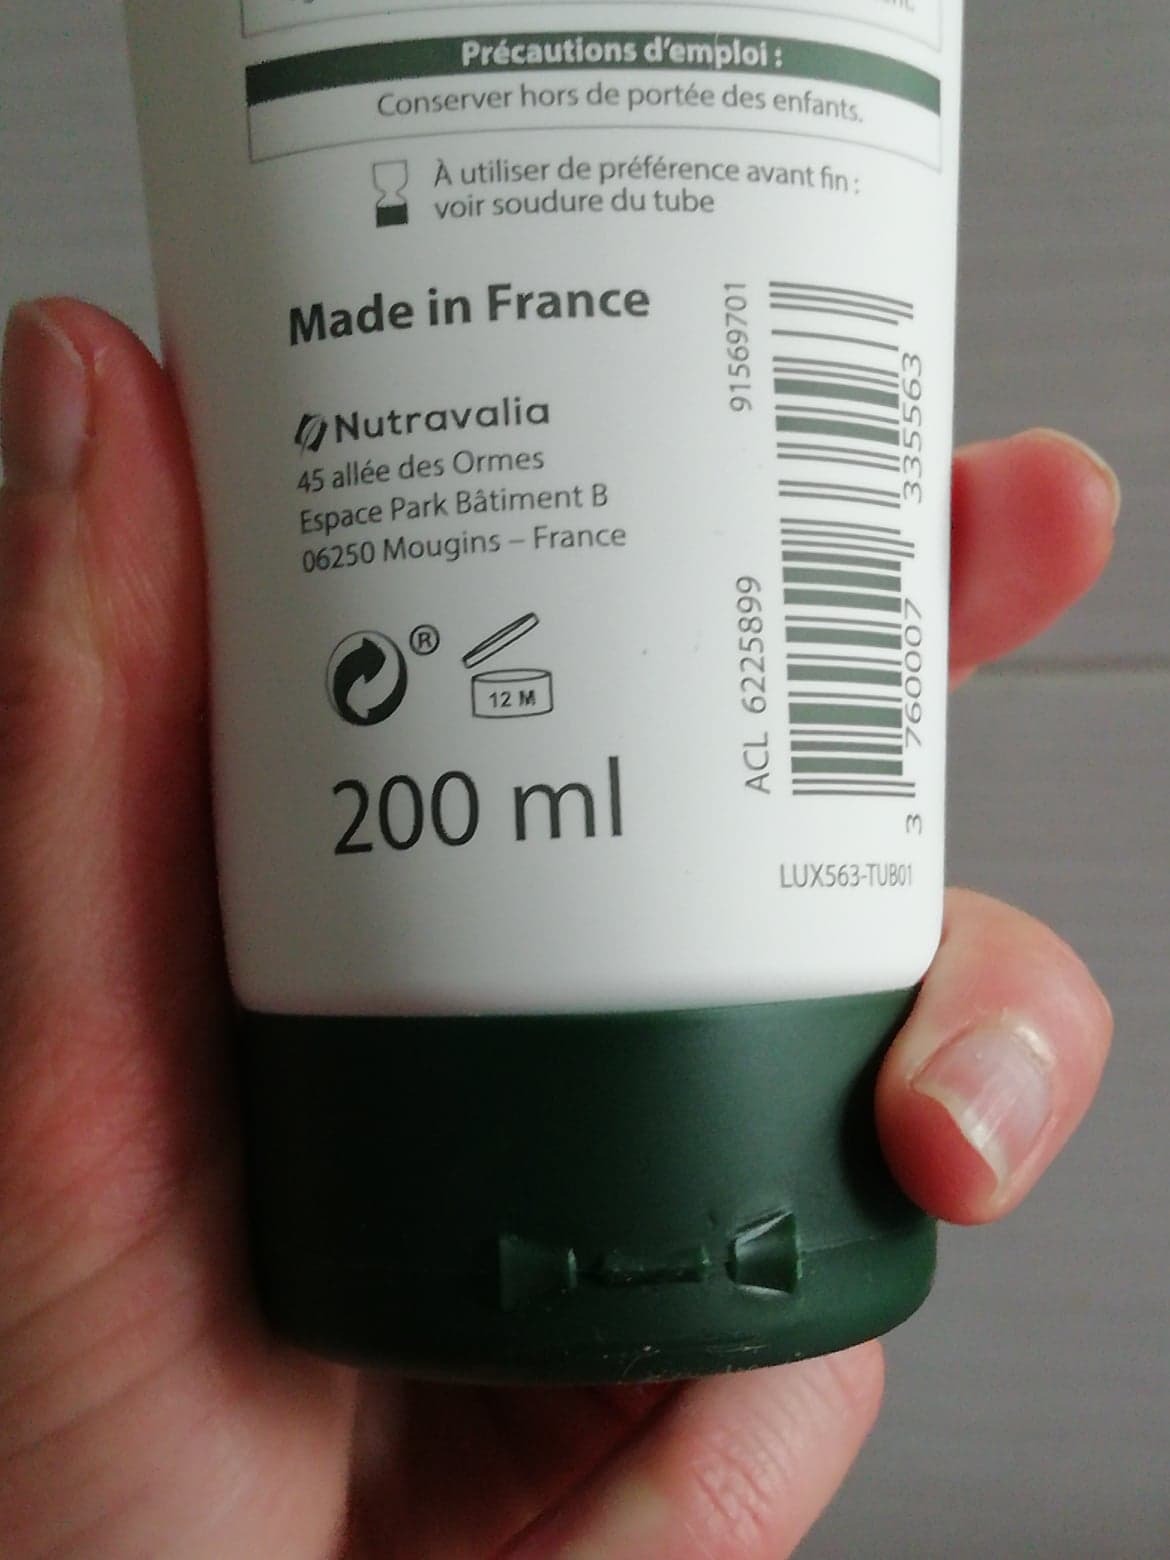 Précautions d'emploi :
Conserver hors de portée des enfants.
À utiliser de préférence avant fin :
voir soudure du tube
Made in France
Nutravalia
45 allée des Ormes
Espace Park Bâtiment B
06250 Mougins – France
®
12 M
200 ml
91569701
ACL 6225899
3 760007 335563
LUX563-TUB01